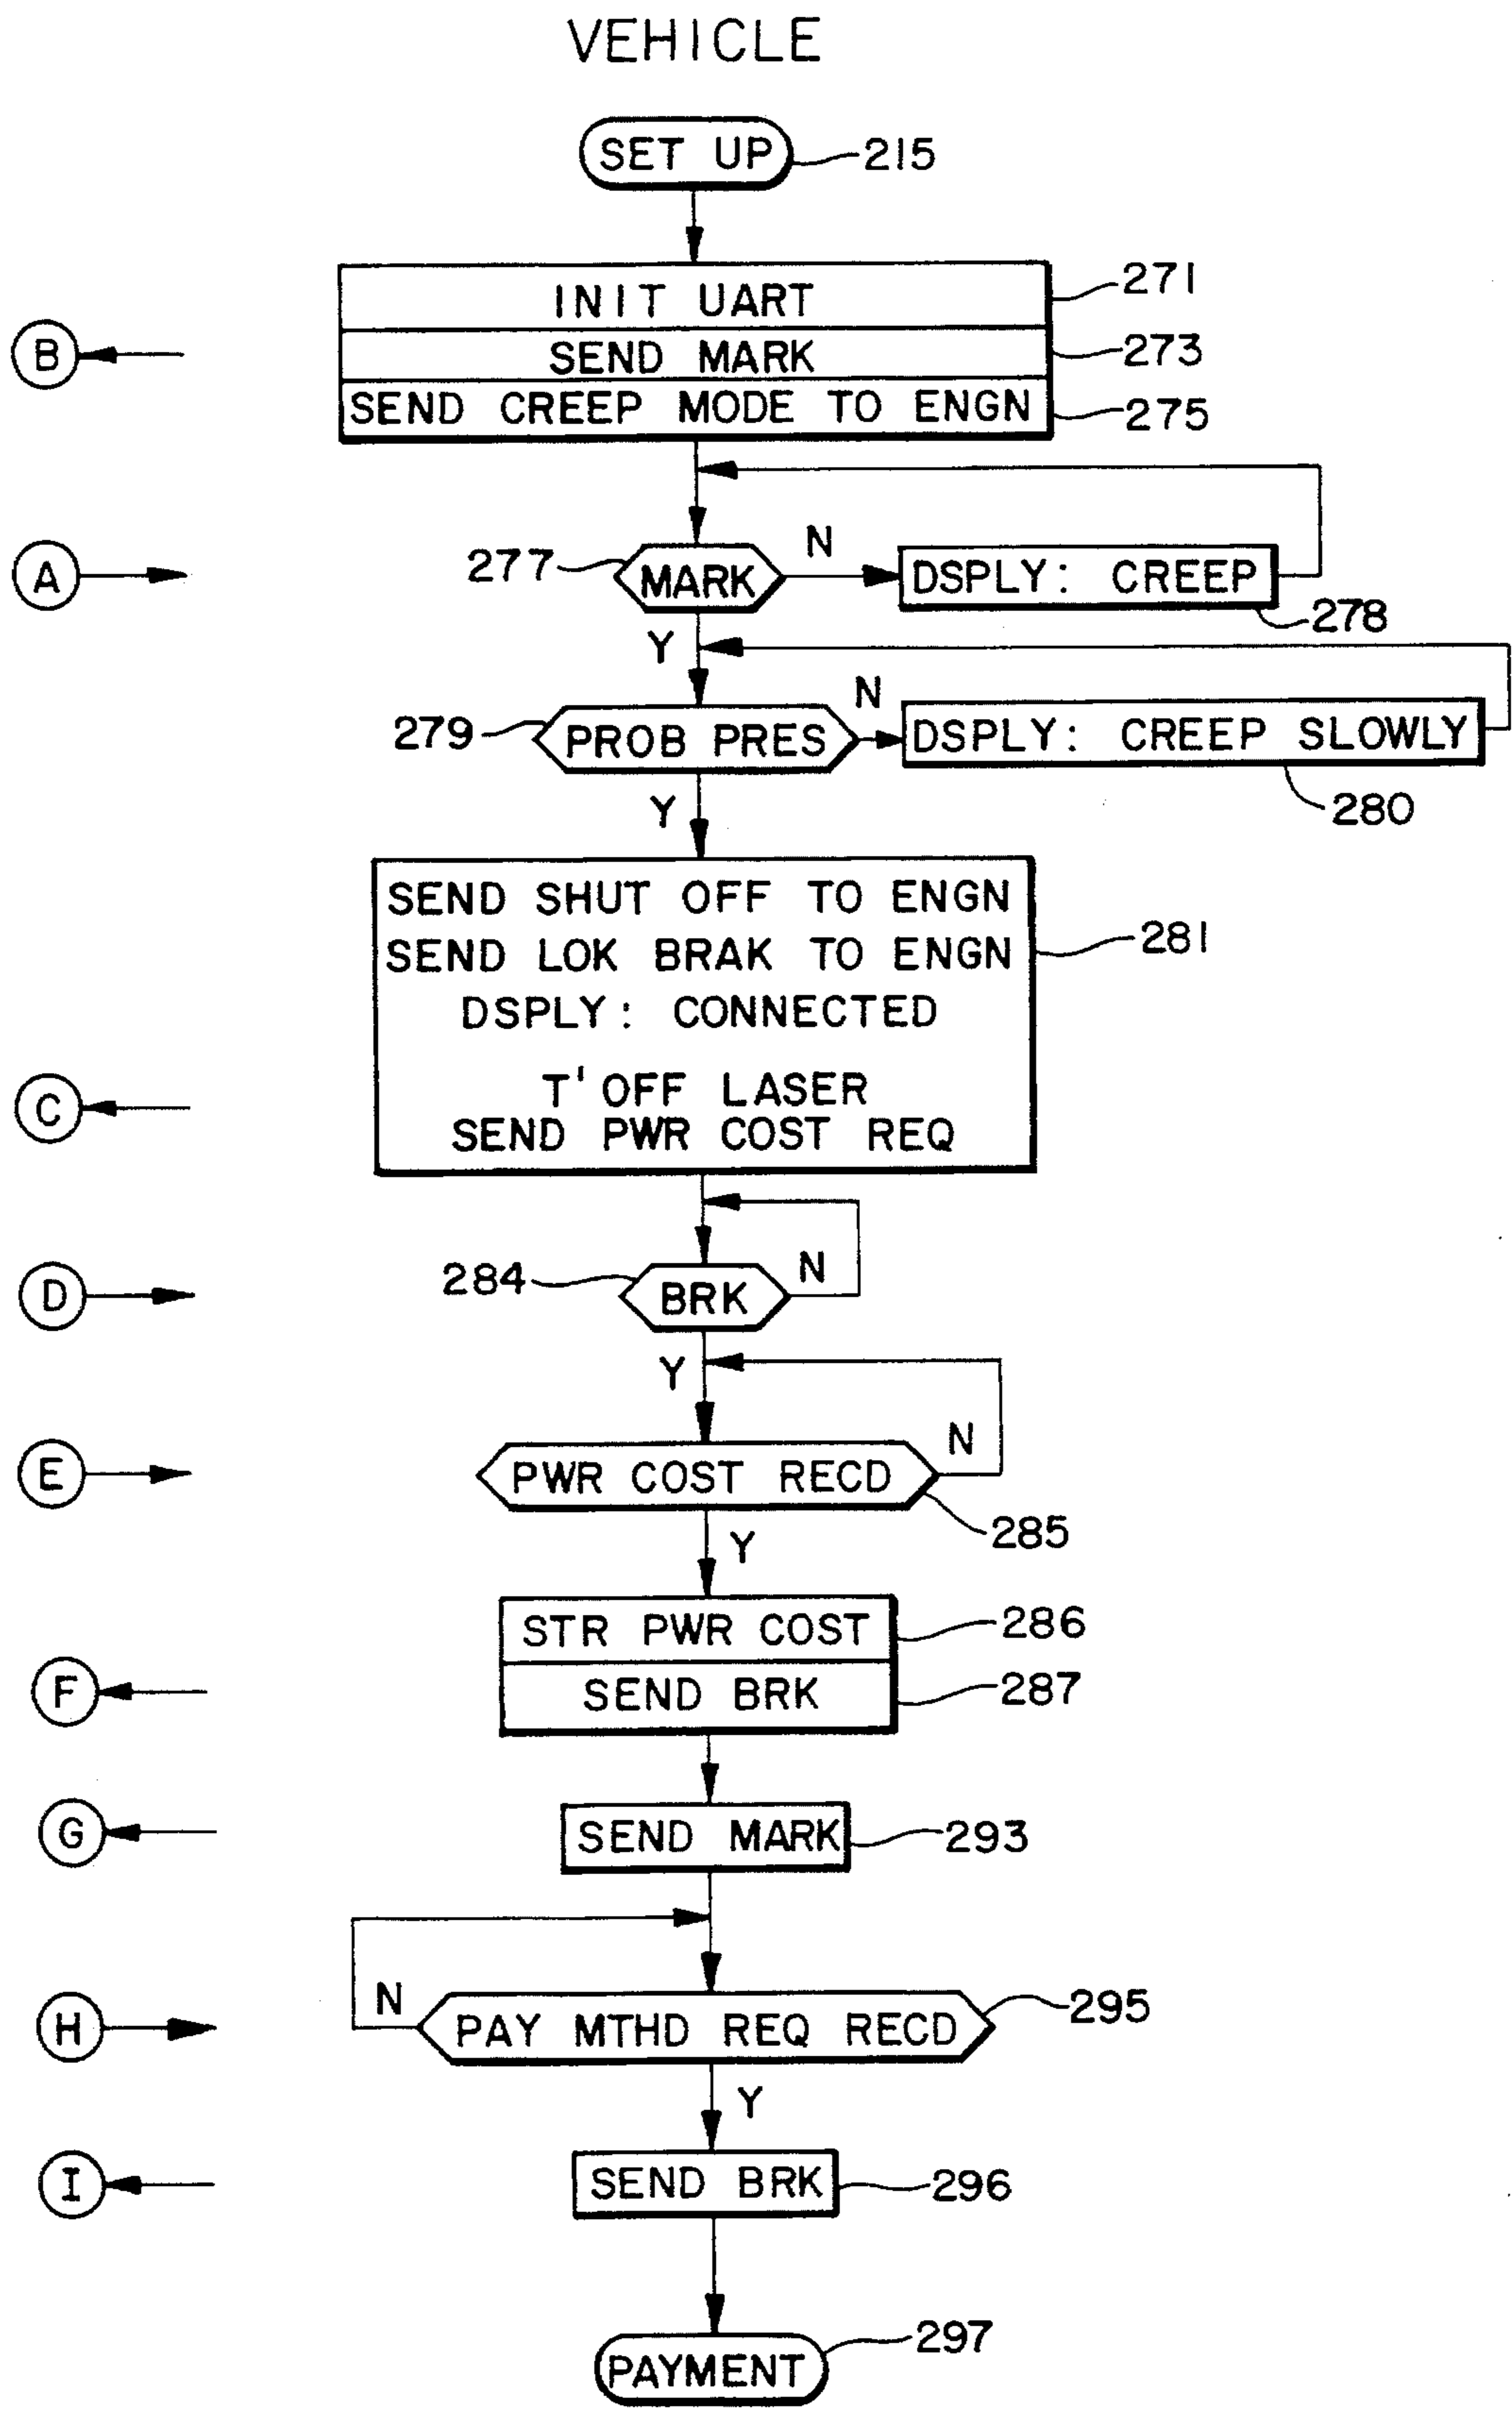 VEHICLE
SET UP
215
INIT UART
271
B
SEND MARK
273
SEND CREEP MODE TO ENGN
275
A
277
MARK
N
DSPLY: CREEP
278
Y
279
PROB PRES
N
DSPLY: CREEP SLOWLY
280
Y
SEND SHUT OFF TO ENGN
SEND LOK BRAK TO ENGN
281
DSPLY: CONNECTED
T'OFF LASER
C
SEND PWR COST REQ
D
284
BRK
N
Y
E
PWR COST RECD
N
285
Y
STR PWR COST
286
F
SEND BRK
287
G
SEND MARK
293
N
H
PAY MTHD REQ RECD
295
Y
I
SEND BRK
296
PAYMENT
297